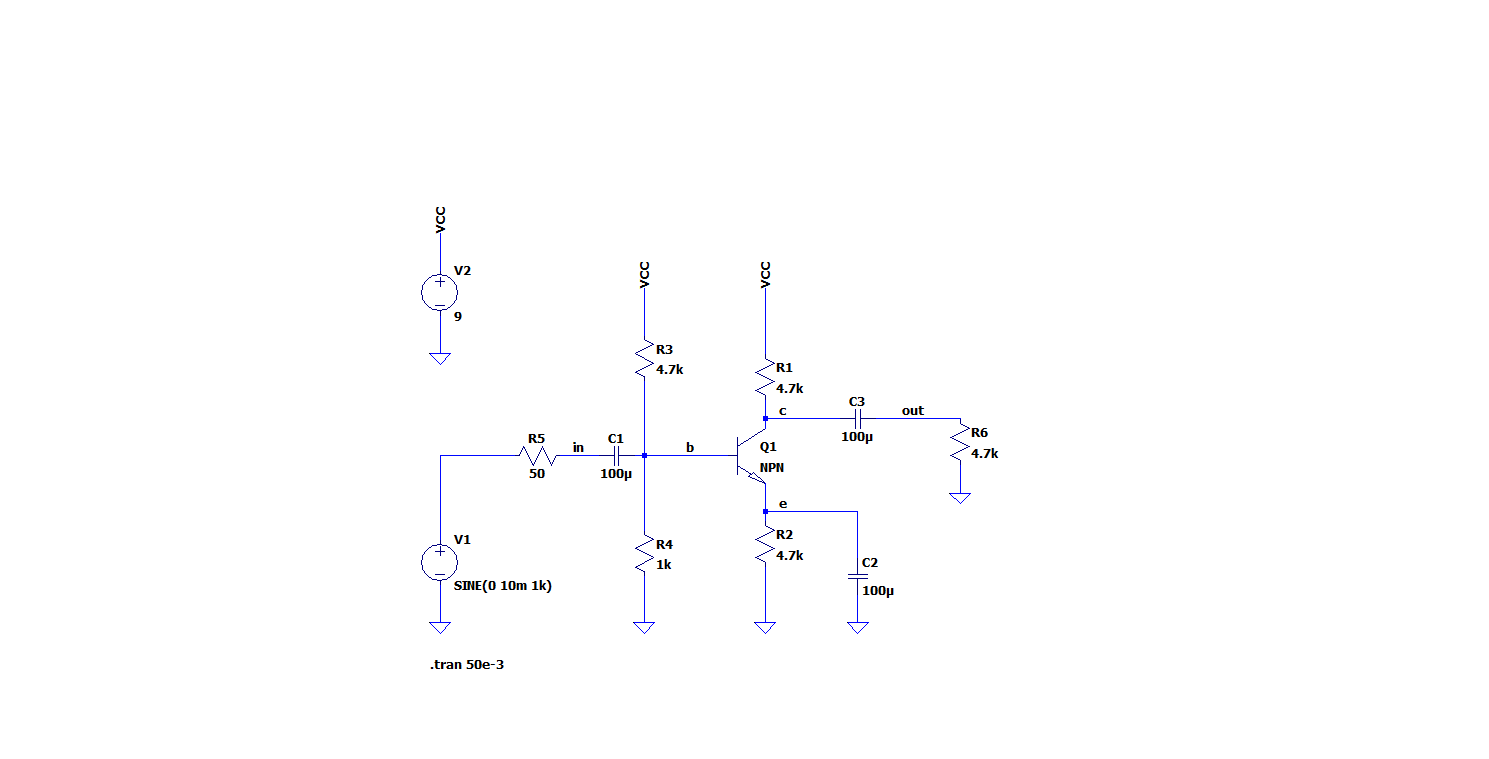 VCC
V2
9
VCC
VCC
R3
4.7k
R1
4.7k
c
C3
100µ
out
R6
4.7k
R5
50
in
C1
100µ
b
Q1
NPN
e
R2
4.7k
R4
1k
C2
100µ
V1
SINE(0 10m 1k)
.tran 50e-3